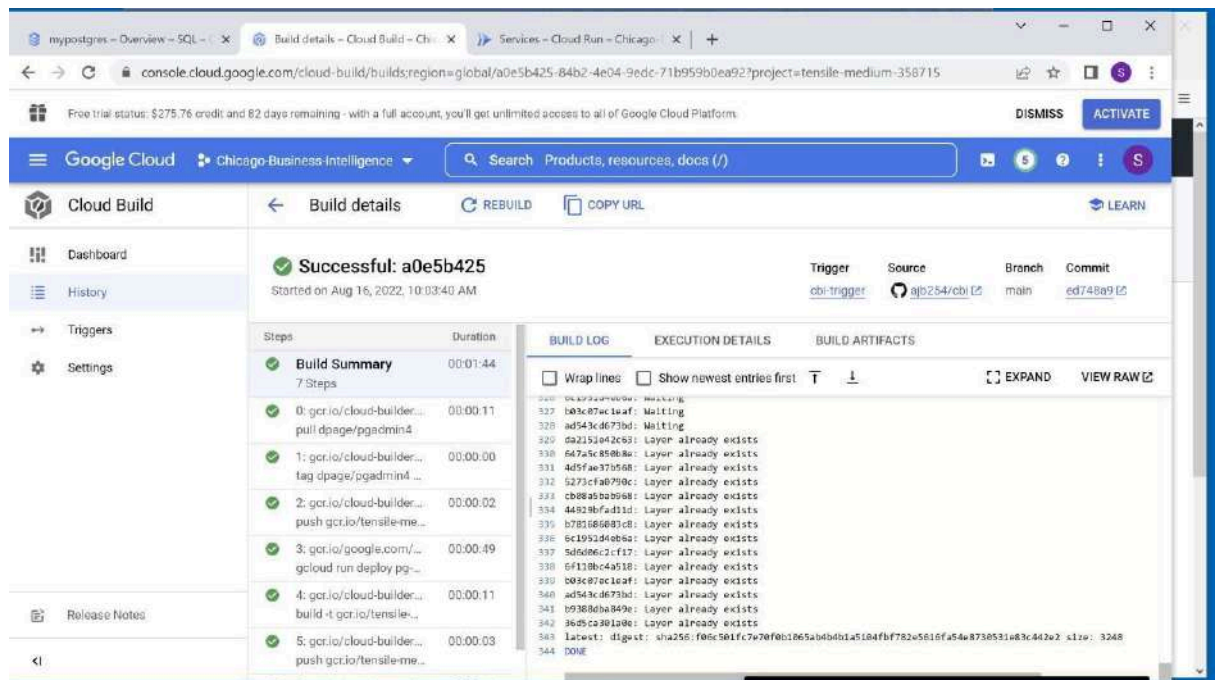 mypostgres – Overview – SQL – C
Build details – Cloud Build – Chi
Services – Cloud Run – Chicago-
console.cloud.google.com/cloud-build/builds;region=global/a0e5b425-84b2-4e04-9edc-71b959b0ea92?project=tensile-medium-358715
S
Free trial status: $275.76 credit and 82 days remaining - with a full account, you'll get unlimited access to all of Google Cloud Platform.
DISMISS
ACTIVATE
Google Cloud
Chicago-Business-Intelligence
Search Products, resources, docs (/)
5
S
Cloud Build
Build details
REBUILD
COPY URL
LEARN
Dashboard
History
Triggers
Settings
Release Notes
Successful: a0e5b425
Started on Aug 16, 2022, 10:03:40 AM
Trigger Source Branch Commit
cbi-trigger ajb254/cbi main ed748a9
Steps Duration
Build Summary 00:01:44
7 Steps
0: gcr.io/cloud-builder... 00:00:11
pull dpage/pgadmin4
1: gcr.io/cloud-builder... 00:00:00
tag dpage/pgadmin4 ...
2: gcr.io/cloud-builder... 00:00:02
push gcr.io/tensile-me...
3: gcr.io/google.com/... 00:00:49
gcloud run deploy pg-...
4: gcr.io/cloud-builder... 00:00:11
build -t gcr.io/tensile-...
5: gcr.io/cloud-builder... 00:00:03
push gcr.io/tensile-me...
BUILD LOG
EXECUTION DETAILS
BUILD ARTIFACTS
Wrap lines
Show newest entries first
EXPAND
VIEW RAW
327 b03c07ec1eaf: Waiting
328 ad543cd673bd: Waiting
329 da2151e42c63: Layer already exists
330 647a5c850b8e: Layer already exists
331 4d5fae37b568: Layer already exists
332 5273cfa0790c: Layer already exists
333 cb08a5bab968: Layer already exists
334 44929bfad11d: Layer already exists
335 b781686083c8: Layer already exists
336 6c1951d4eb6a: Layer already exists
337 5d6d06c2cf17: Layer already exists
338 6f110bc4a518: Layer already exists
339 b03c07ec1eaf: Layer already exists
340 ad543cd673bd: Layer already exists
341 b9388dba849e: Layer already exists
342 36d5ca301a0e: Layer already exists
343 latest: digest: sha256:f06c501fc7e70f0b1065ab4b4b1a5104fbf782e5616fa54e8730531e83c442e2 size: 3248
344 DONE